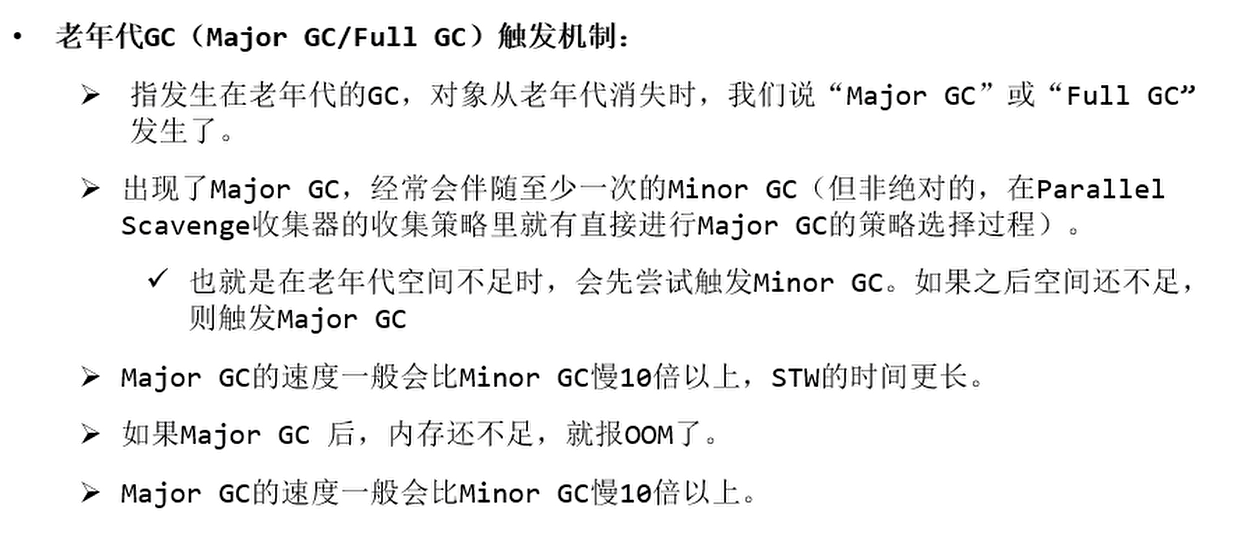 • 老年代GC（Major GC/Full GC）触发机制：
➢ 指发生在老年代的GC，对象从老年代消失时，我们说“Major GC”或“Full GC”
发生了。
➢ 出现了Major GC，经常会伴随至少一次的Minor GC（但非绝对的，在Parallel
Scavenge收集器的收集策略里就有直接进行Major GC的策略选择过程）。
✓ 也就是在老年代空间不足时，会先尝试触发Minor GC。如果之后空间还不足，
则触发Major GC
➢ Major GC的速度一般会比Minor GC慢10倍以上，STW的时间更长。
➢ 如果Major GC 后，内存还不足，就报OOM了。
➢ Major GC的速度一般会比Minor GC慢10倍以上。